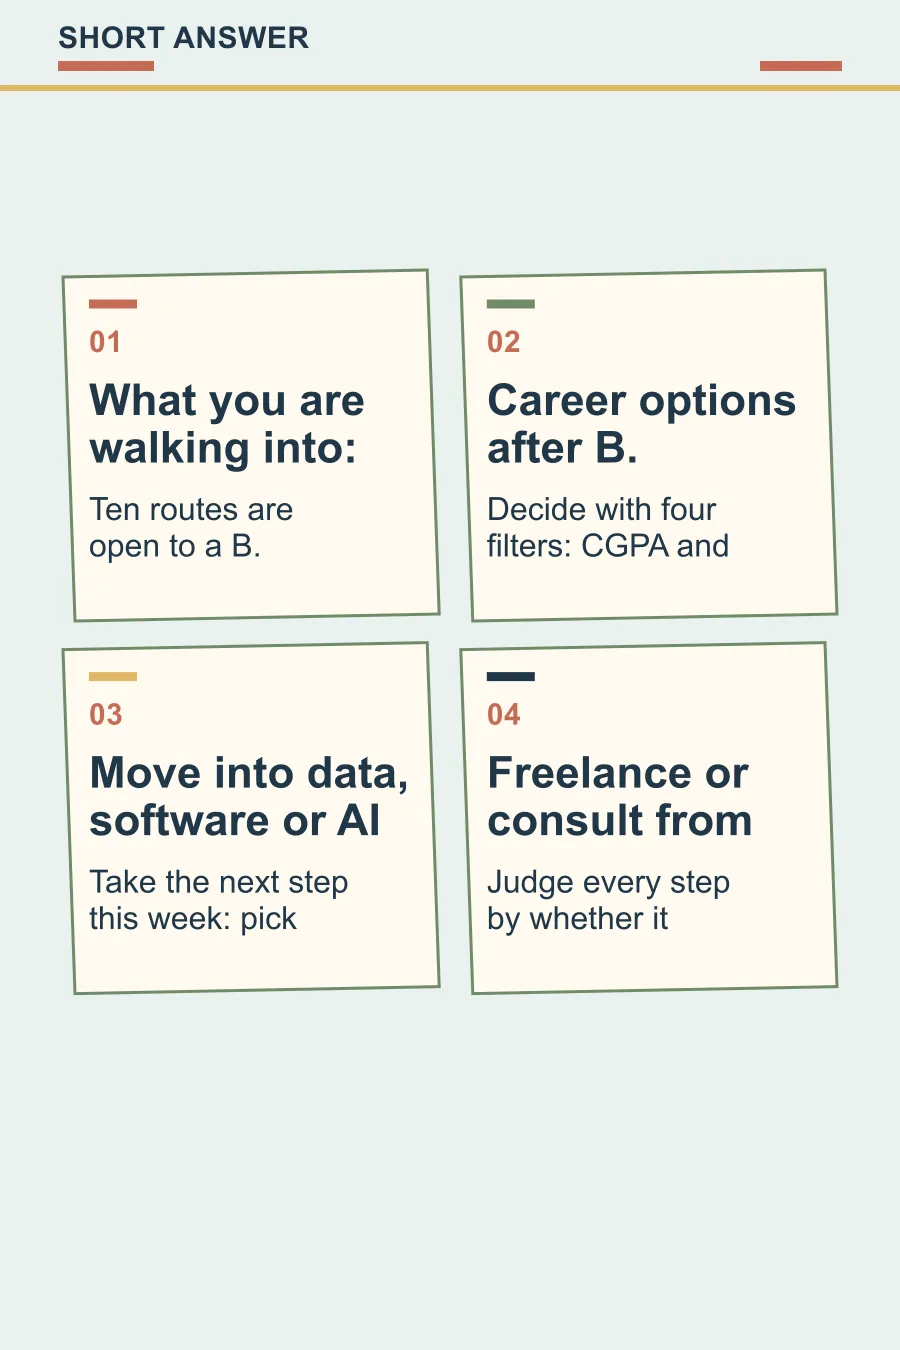 SHORT ANSWER
01
What you are
walking into:
Ten routes are
open to a B.
02
Career options
after B.
Decide with four
filters: CGPA and
03
Move into data,
software or AI
Take the next step
this week: pick
04
Freelance or
consult from
Judge every step
by whether it